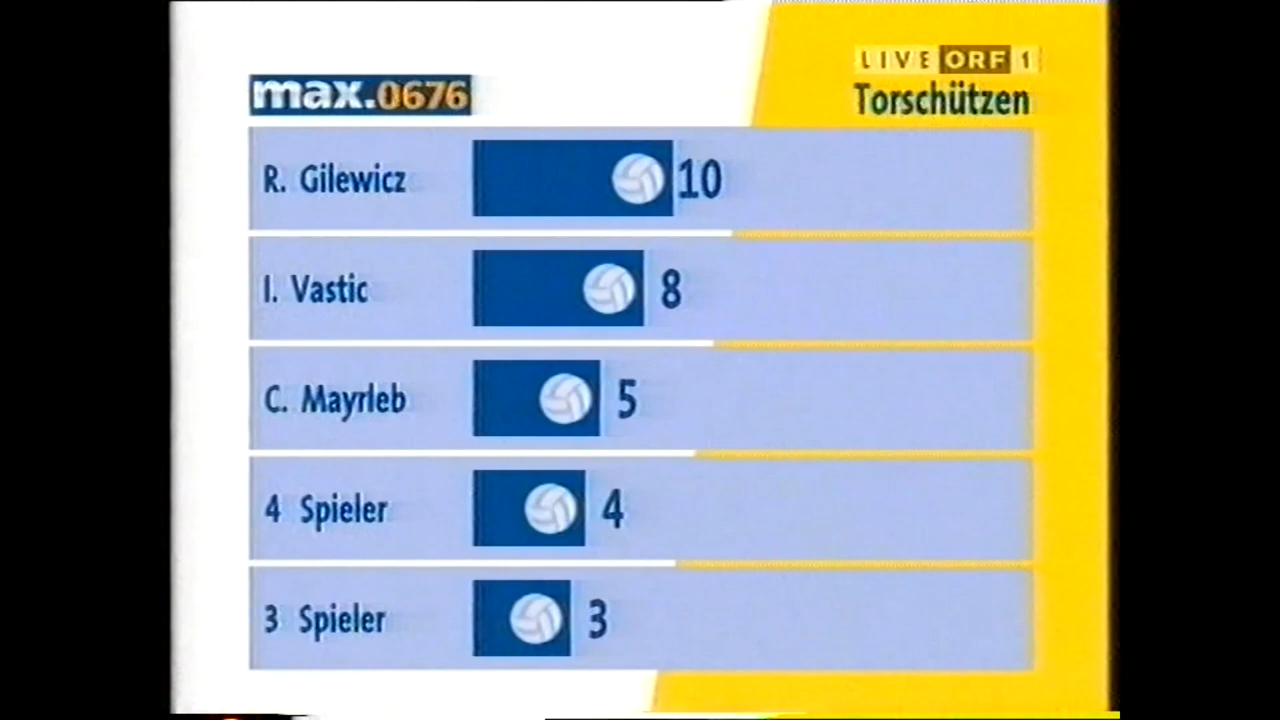 LIVE ORF 1
max.0676
Torschützen
R. Gilewicz 10
I. Vastic 8
C. Mayrleb 5
4 Spieler 4
3 Spieler 3